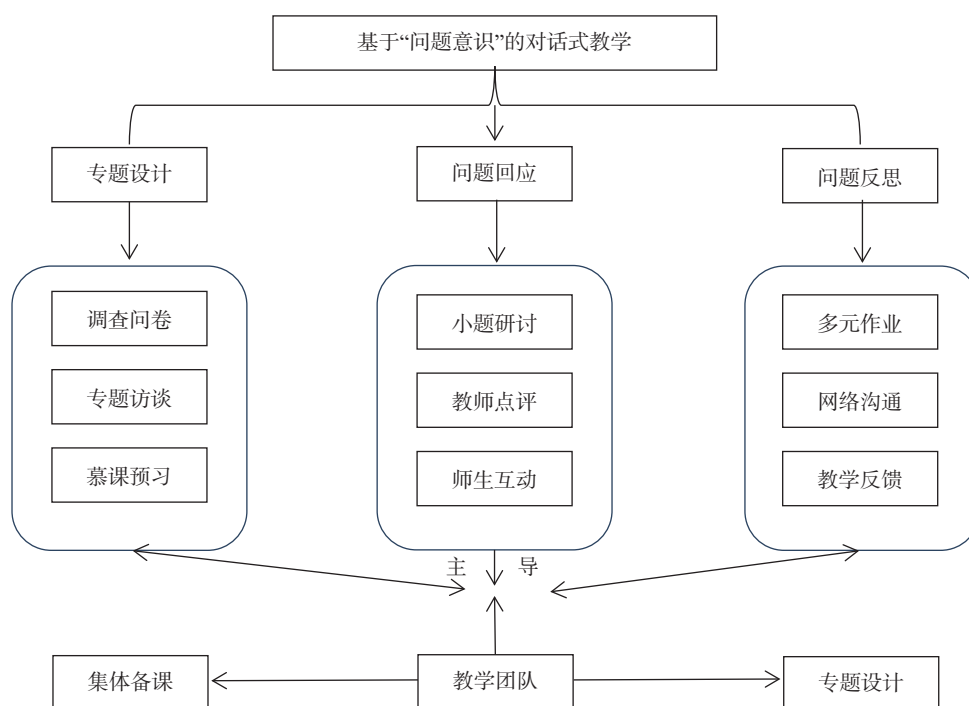 基于“问题意识”的对话式教学
专题设计
问题回应
问题反思
调查问卷
小题研讨
多元作业
专题访谈
教师点评
网络沟通
慕课预习
师生互动
教学反馈
主 导
集体备课
教学团队
专题设计